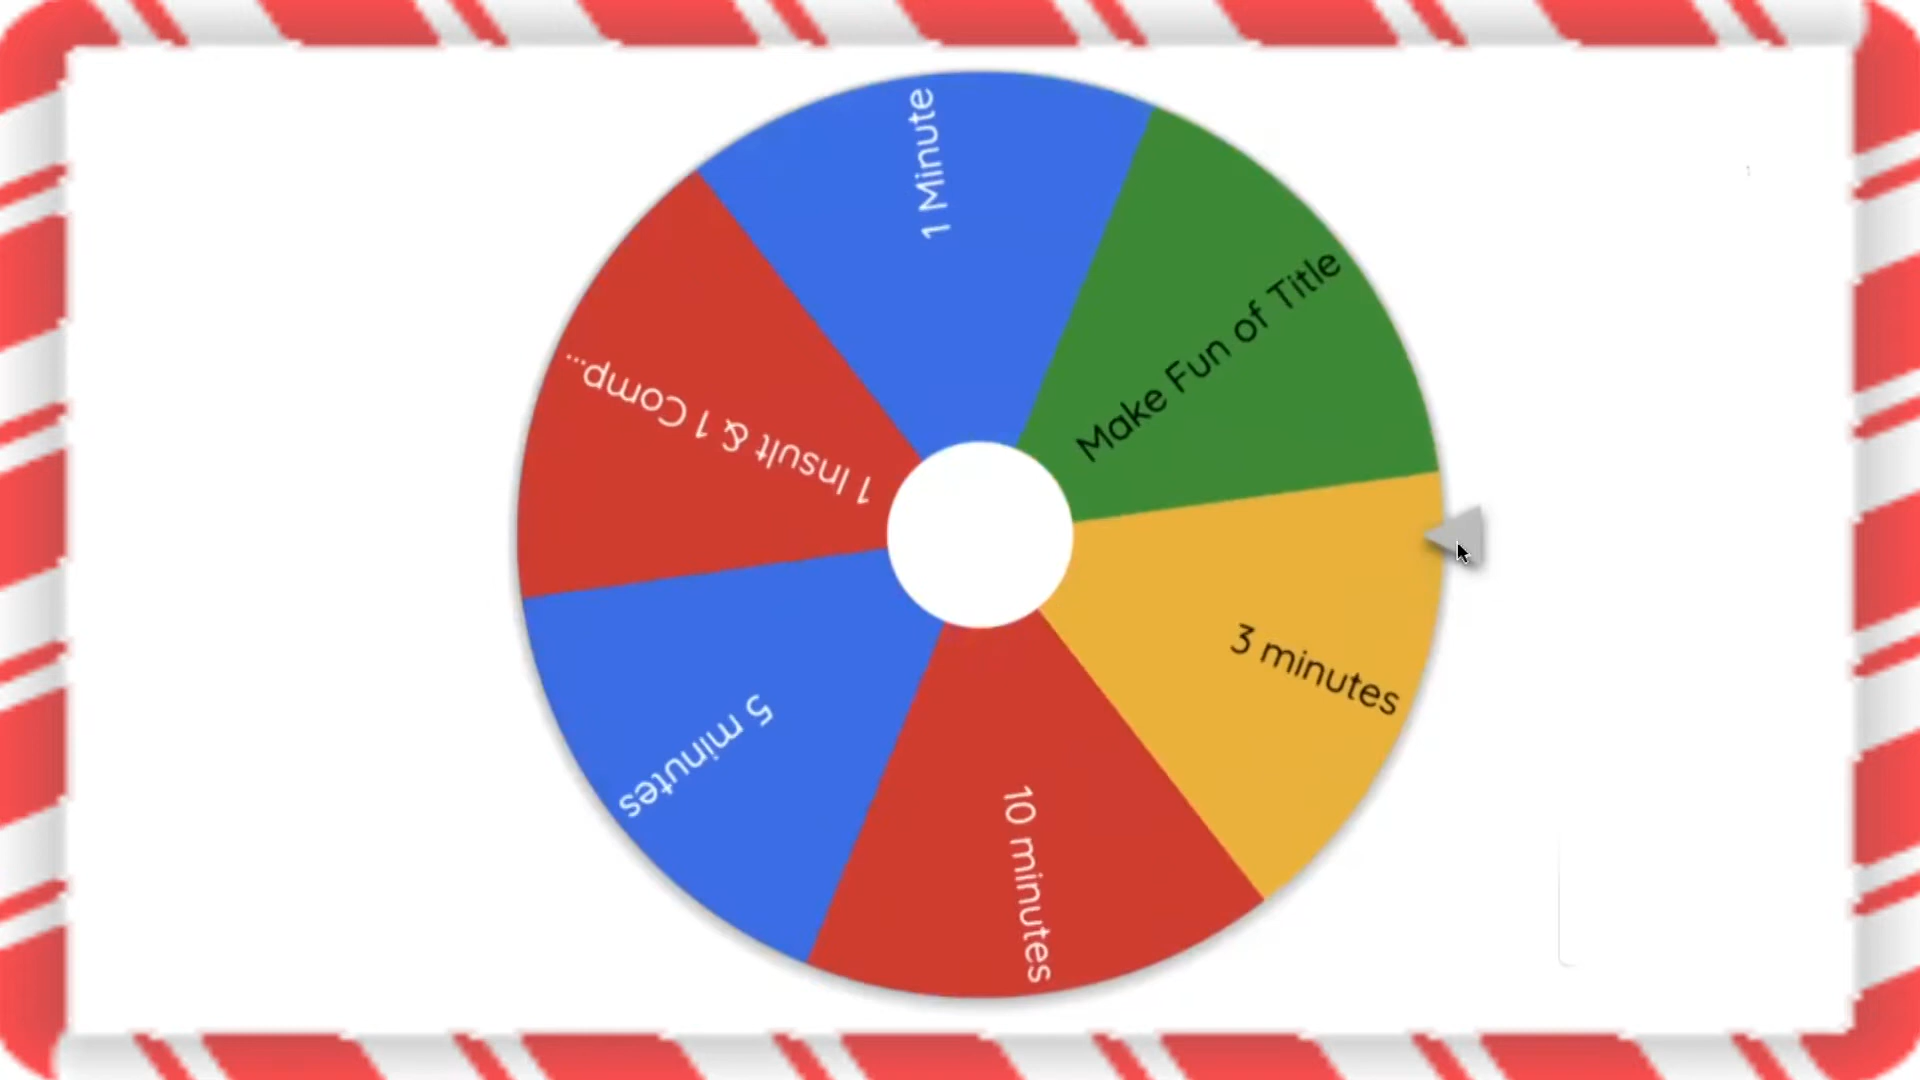 1 Minute
Make Fun of Title
1 Insult & 1 Comp...
3 minutes
5 minutes
10 minutes